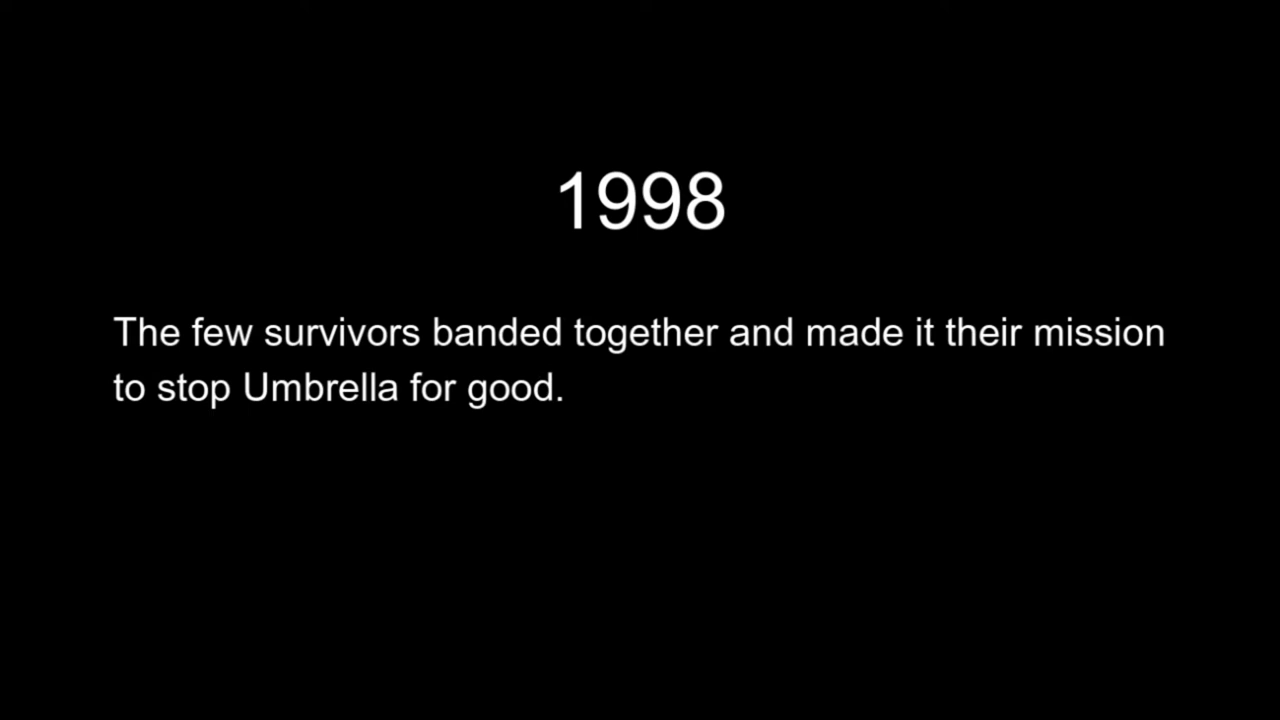 1998
The few survivors banded together and made it their mission
to stop Umbrella for good.